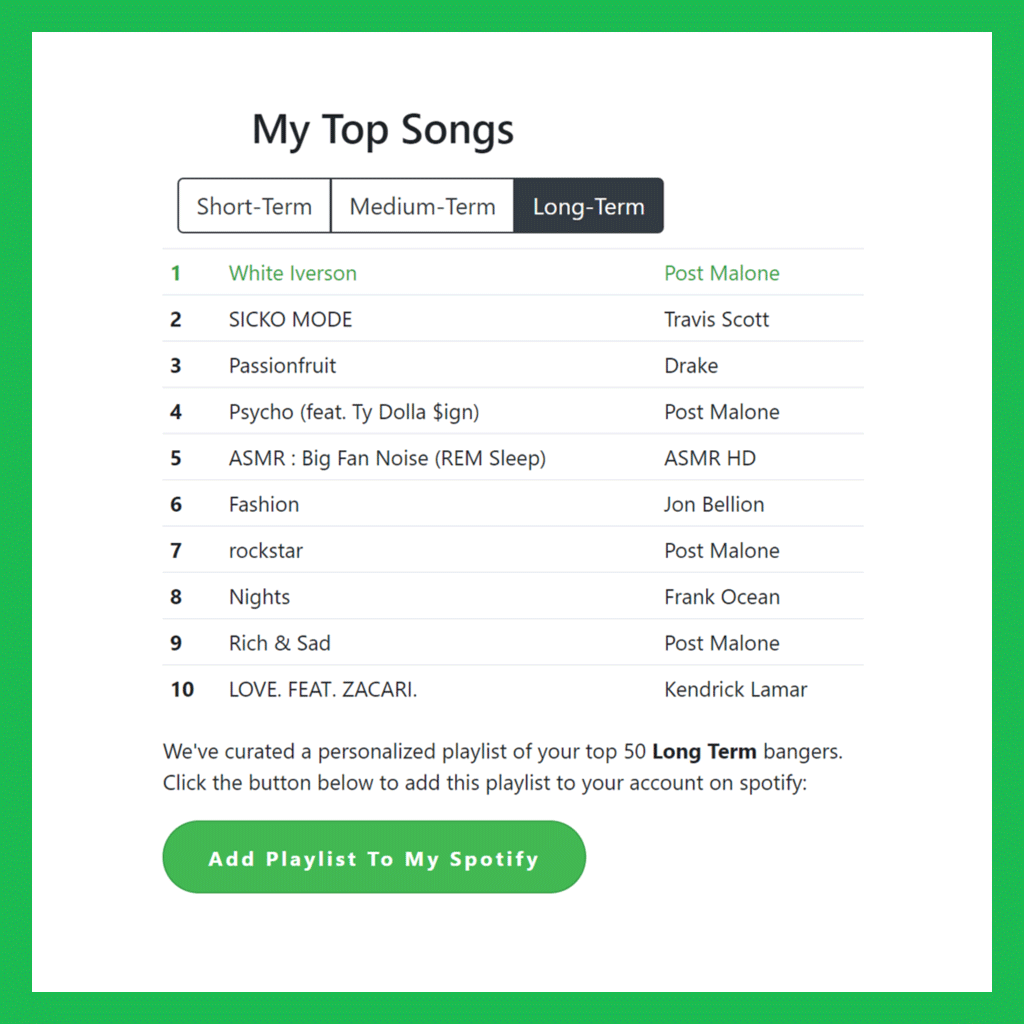 My Top Songs
Short-Term Medium-Term Long-Term
1 White Iverson Post Malone
2 SICKO MODE Travis Scott
3 Passionfruit Drake
4 Psycho (feat. Ty Dolla $ign) Post Malone
5 ASMR : Big Fan Noise (REM Sleep) ASMR HD
6 Fashion Jon Bellion
7 rockstar Post Malone
8 Nights Frank Ocean
9 Rich & Sad Post Malone
10 LOVE. FEAT. ZACARI. Kendrick Lamar
We've curated a personalized playlist of your top 50 Long Term bangers.
Click the button below to add this playlist to your account on spotify:
Add Playlist To My Spotify